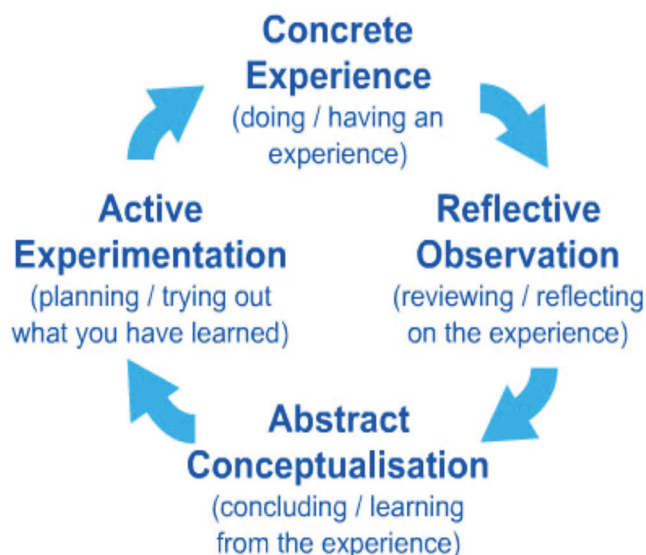 Concrete
Experience
(doing / having an
experience)
Reflective
Observation
(reviewing / reflecting
on the experience)
Abstract
Conceptualisation
(concluding / learning
from the experience)
Active
Experimentation
(planning / trying out
what you have learned)